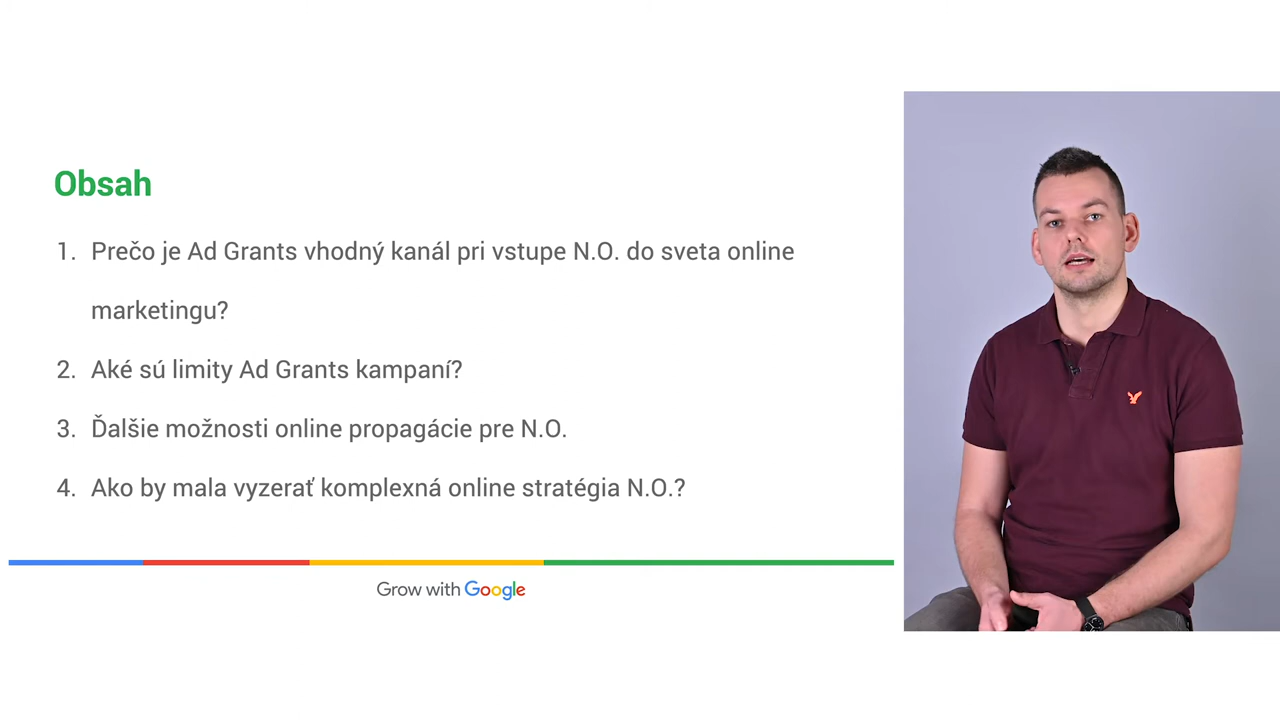 Obsah
1. Prečo je Ad Grants vhodný kanál pri vstupe N.O. do sveta online
marketingu?
2. Aké sú limity Ad Grants kampaní?
3. Ďalšie možnosti online propagácie pre N.O.
4. Ako by mala vyzerať komplexná online stratégia N.O.?
Grow with Google